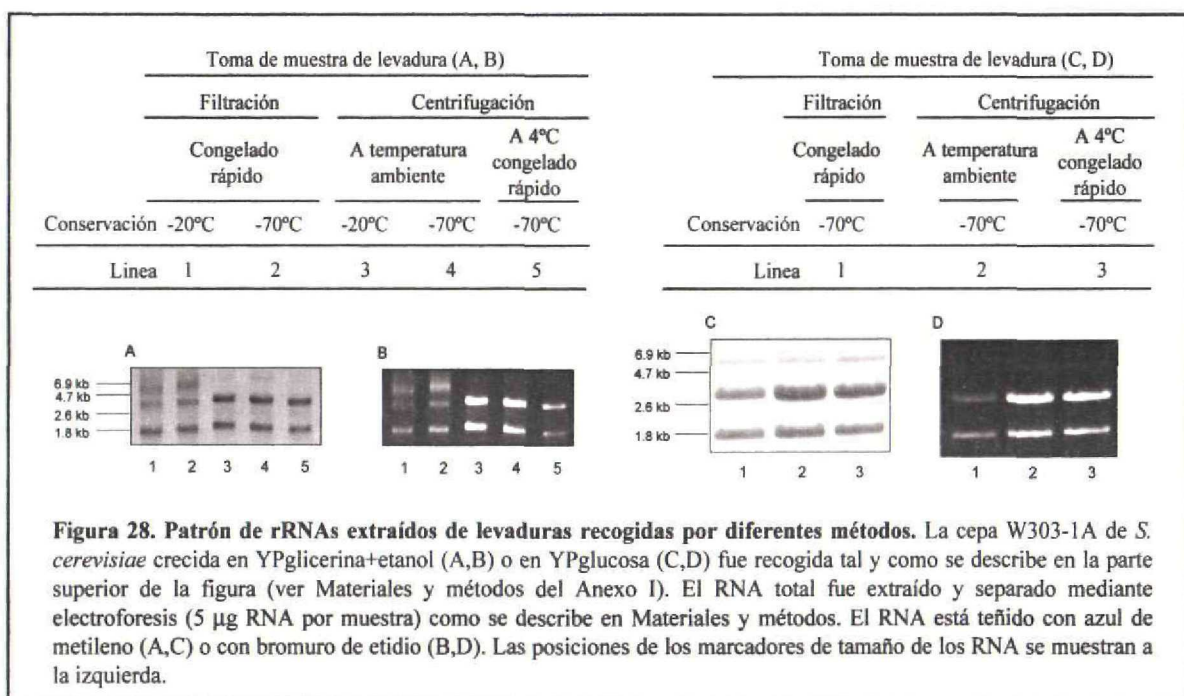 Toma de muestra de levadura (A, B)
Filtración Centrifugación
Congelado rápido A temperatura ambiente A 4ºC congelado rápido
Conservación -20ºC -70ºC -20ºC -70ºC -70ºC
Linea 1 2 3 4 5
Toma de muestra de levadura (C, D)
Filtración Centrifugación
Congelado rápido A temperatura ambiente A 4ºC congelado rápido
Conservación -70ºC -70ºC -70ºC
Linea 1 2 3
A
6.9 kb
4.7 kb
2.6 kb
1.8 kb
1 2 3 4 5
B
1 2 3 4 5
C
6.9 kb
4.7 kb
2.6 kb
1.8 kb
1 2 3
D
1 2 3
Figura 28. Patrón de rRNAs extraídos de levaduras recogidas por diferentes métodos. La cepa W303-1A de S.
cerevisiae crecida en YPglicerina+etanol (A,B) o en YPglucosa (C,D) fue recogida tal y como se describe en la parte
superior de la figura (ver Materiales y métodos del Anexo I). El RNA total fue extraído y separado mediante
electroforesis (5 µg RNA por muestra) como se describe en Materiales y métodos. El RNA está teñido con azul de
metileno (A,C) o con bromuro de etidio (B,D). Las posiciones de los marcadores de tamaño de los RNA se muestran a
la izquierda.